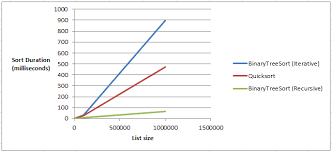 1000
900
800
700
600
500
400
300
200
100
0
Sort Duration
(milliseconds)
0
500000
1000000
1500000
List size
BinaryTreeSort (Iterative)
Quicksort
BinaryTreeSort (Recursive)